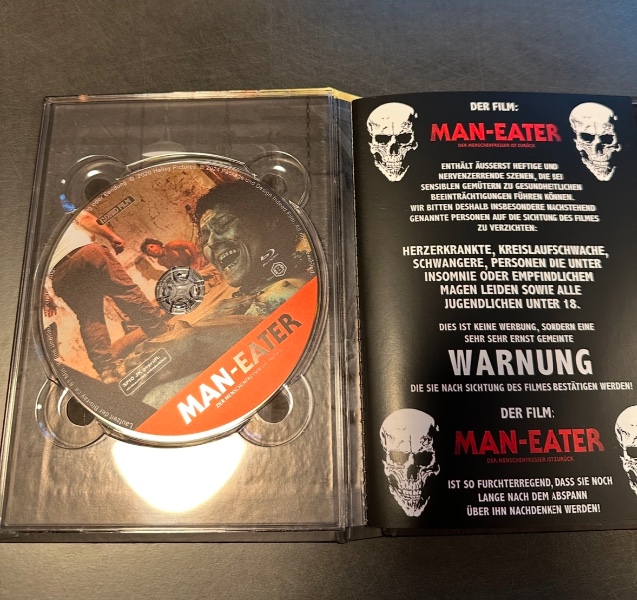 © 2020 Hailey Pictures.
© 2024
MAN-EATER
DER FILM:
MAN-EATER
DER MENSCHENFRESSER IST ZURÜCK
ENTHÄLT ÄUSSERST HEFTIGE UND
NERVENZERRENDE SZENEN, DIE BEI
SENSIBLEN GEMÜTERN ZU GESUNDHEITLICHEN
BEEINTRÄCHTIGUNGEN FÜHREN KÖNNEN.
WIR BITTEN DESHALB INSBESONDERE NACHSTEHEND
GENANNTE PERSONEN AUF DIE SICHTUNG DES FILMES
ZU VERZICHTEN:
HERZERKRANKTE, KREISLAUFSCHWACHE,
SCHWANGERE, PERSONEN DIE UNTER
INSOMNIE ODER EMPFINDLICHEM
MAGEN LEIDEN SOWIE ALLE
JUGENDLICHEN UNTER 18.
DIES IST KEINE WERBUNG, SONDERN EINE
SEHR SEHR ERNST GEMEINTE
WARNUNG
DIE SIE NACH SICHTUNG DES FILMES BESTÄTIGEN WERDEN!
DER FILM:
MAN-EATER
DER MENSCHENFRESSER IST ZURÜCK
IST SO FURCHTERREGEND, DASS SIE NOCH
LANGE NACH DEM ABSPANN
ÜBER IHN NACHDENKEN WERDEN!